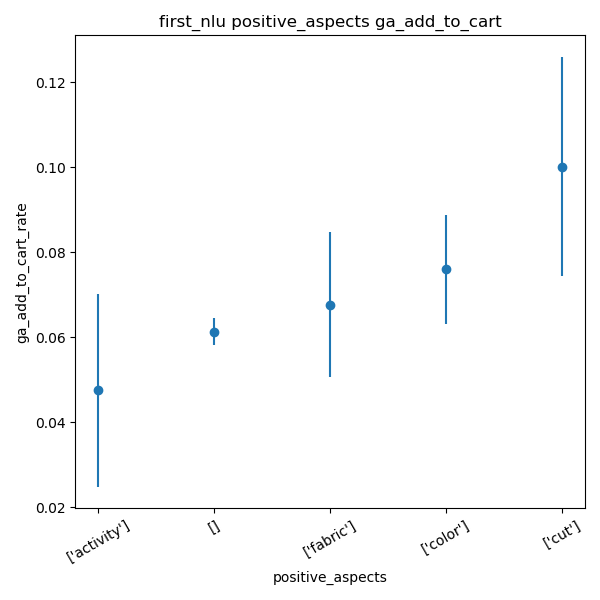 first_nlu positive_aspects ga_add_to_cart
0.12
0.10
0.08
0.06
0.04
0.02
ga_add_to_cart_rate
['activity']
[]
['fabric']
['color']
['cut']
positive_aspects